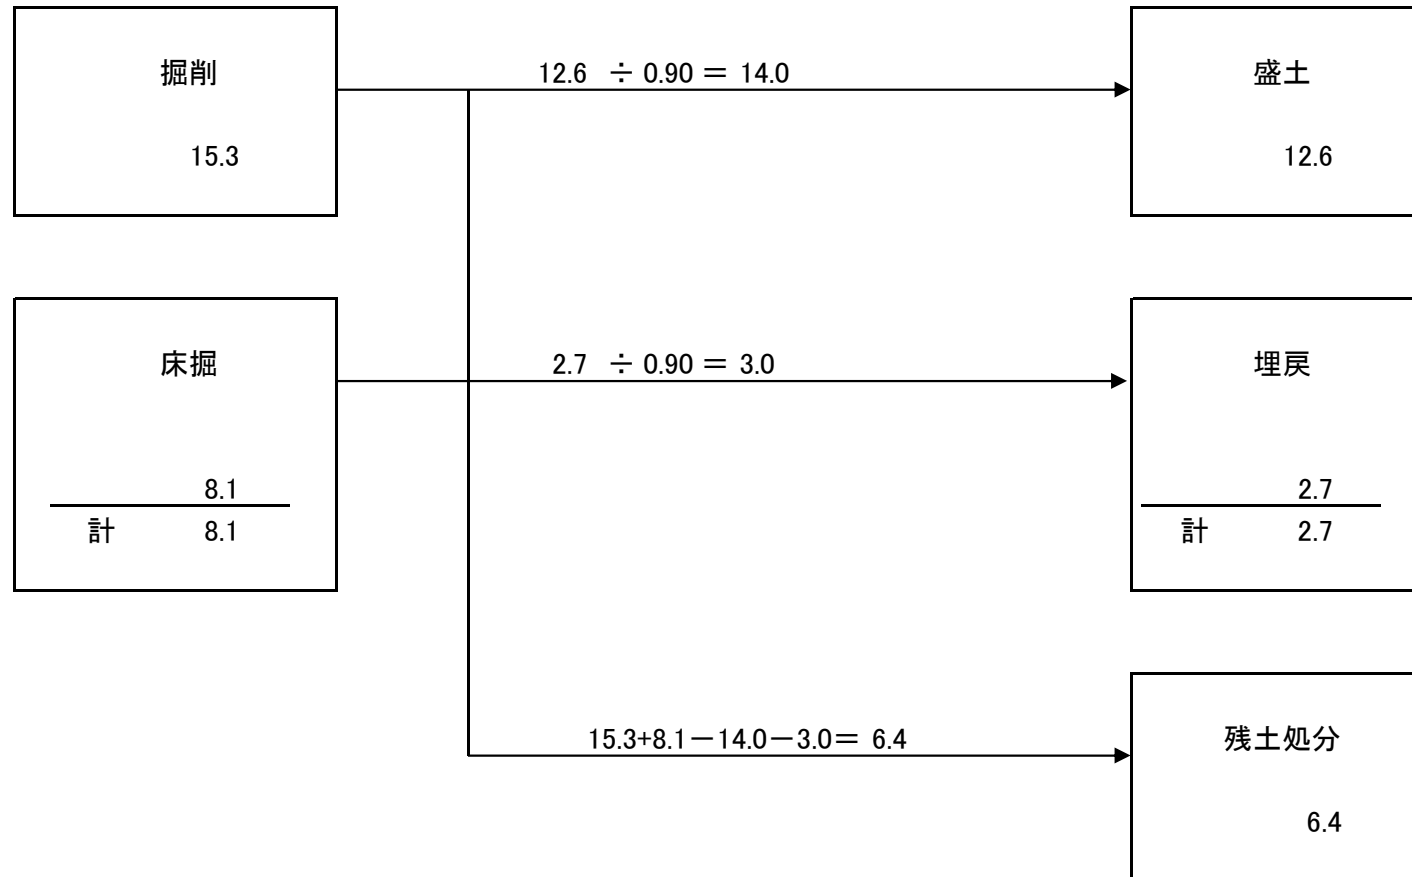 掘削
12.6 ÷ 0.90 = 14.0
盛土
15.3
12.6
床掘
2.7 ÷ 0.90 = 3.0
埋戻
8.1
計 8.1
2.7
計 2.7
15.3+8.1-14.0-3.0= 6.4
残土処分
6.4